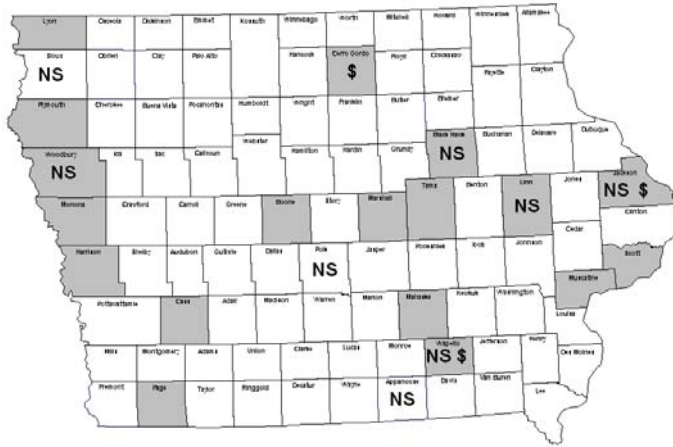 Lyon Osceola Dickinson Emmet Kossuth Winnebago Worth Mitchell Howard Winneshiek Allamakee
Sioux Obrien Clay Palo Alto Hancock Cerro Gordo Floyd Chickasaw
NS $
Fayette Clayton
Plymouth Cherokee Buena Vista Pocahontas Humboldt Wright Franklin Butler Bremer
Woodbury Ida Sac Calhoun Webster Hamilton Hardin Grundy Black Hawk Buchanan Delaware Dubuque
NS NS
Monona Crawford Carroll Greene Boone Story Marshall Tama Benton Linn Jones Jackson
NS NS $
Clinton
Harrison Shelby Audubon Guthrie Dallas Polk Jasper Poweshiek Iowa Johnson Cedar Scott
NS
Muscatine
Pottawattamie Cass Adair Madison Warren Marion Mahaska Keokuk Washington Louisa
Mills Montgomery Adams Union Clarke Lucas Monroe Wapello Jefferson Henry Des Moines
NS $
Fremont Page Taylor Ringgold Decatur Wayne Appanoose Davis Van Buren Lee
NS